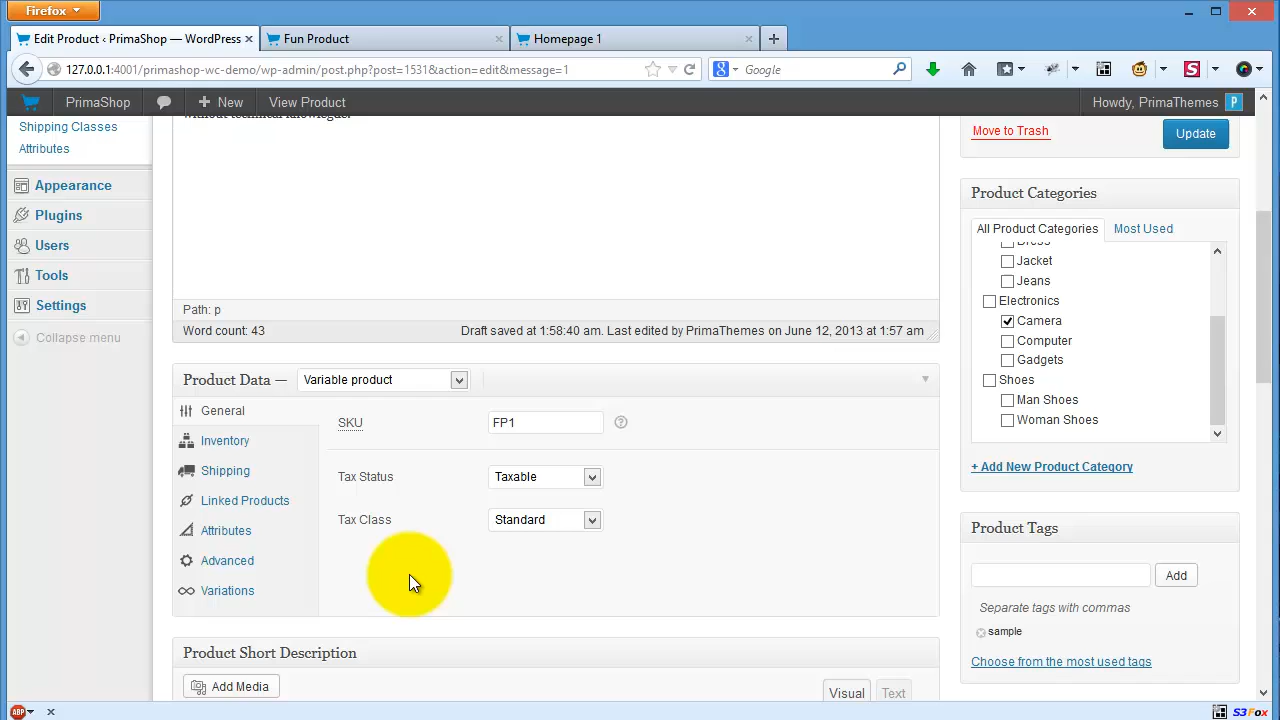 Firefox
Edit Product ‹ PrimaShop — WordPress
Fun Product
Homepage 1
127.0.0.1:4001/primashop-wc-demo/wp-admin/post.php?post=1531&action=edit&message=1
Google
PrimaShop
New
View Product
Howdy, PrimaThemes
Shipping Classes
Attributes
Appearance
Plugins
Users
Tools
Settings
Collapse menu
Path: p
Word count: 43
Draft saved at 1:58:40 am. Last edited by PrimaThemes on June 12, 2013 at 1:57 am
Product Data — Variable product
General
Inventory
Shipping
Linked Products
Attributes
Advanced
Variations
SKU
FP1
Tax Status
Taxable
Tax Class
Standard
Product Short Description
Add Media
Visual
Text
Move to Trash
Update
Product Categories
All Product Categories
Most Used
Jacket
Jeans
Electronics
Camera
Computer
Gadgets
Shoes
Man Shoes
Woman Shoes
+ Add New Product Category
Product Tags
Add
Separate tags with commas
sample
Choose from the most used tags
ABP
S3Fox